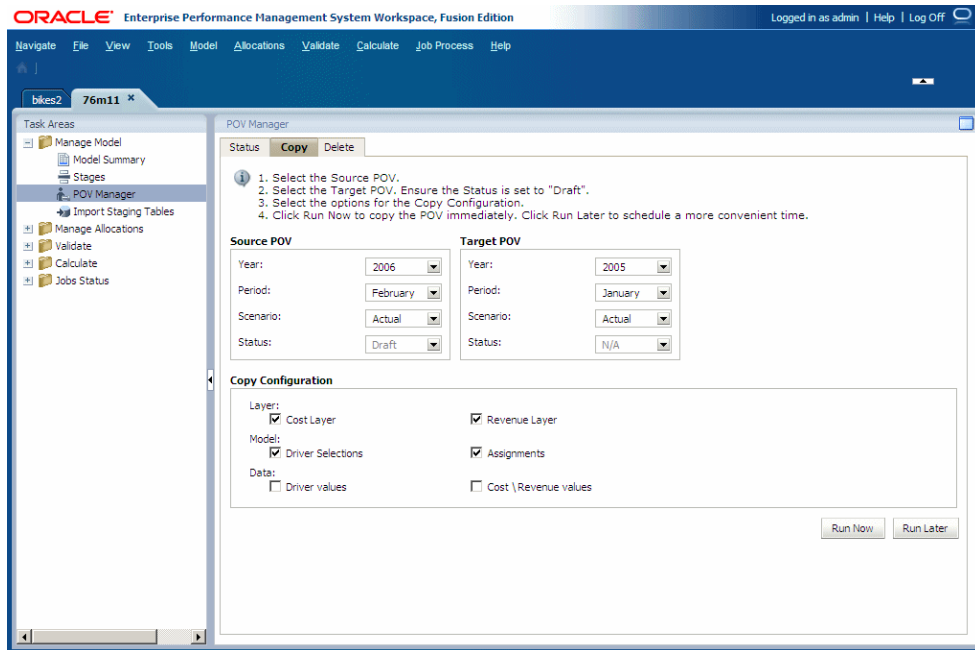 ORACLE Enterprise Performance Management System Workspace, Fusion Edition
Logged in as admin | Help | Log Off
Navigate File View Tools Model Allocations Validate Calculate Job Process Help
bikes2 76m11 ×
Task Areas
Manage Model
Model Summary
Stages
POV Manager
Import Staging Tables
Manage Allocations
Validate
Calculate
Jobs Status
POV Manager
Status Copy Delete
1. Select the Source POV.
2. Select the Target POV. Ensure the Status is set to "Draft".
3. Select the options for the Copy Configuration.
4. Click Run Now to copy the POV immediately. Click Run Later to schedule a more convenient time.
Source POV
Year: 2006
Period: February
Scenario: Actual
Status: Draft
Target POV
Year: 2005
Period: January
Scenario: Actual
Status: N/A
Copy Configuration
Layer:
Cost Layer Revenue Layer
Model:
Driver Selections Assignments
Data:
Driver values Cost \Revenue values
Run Now Run Later